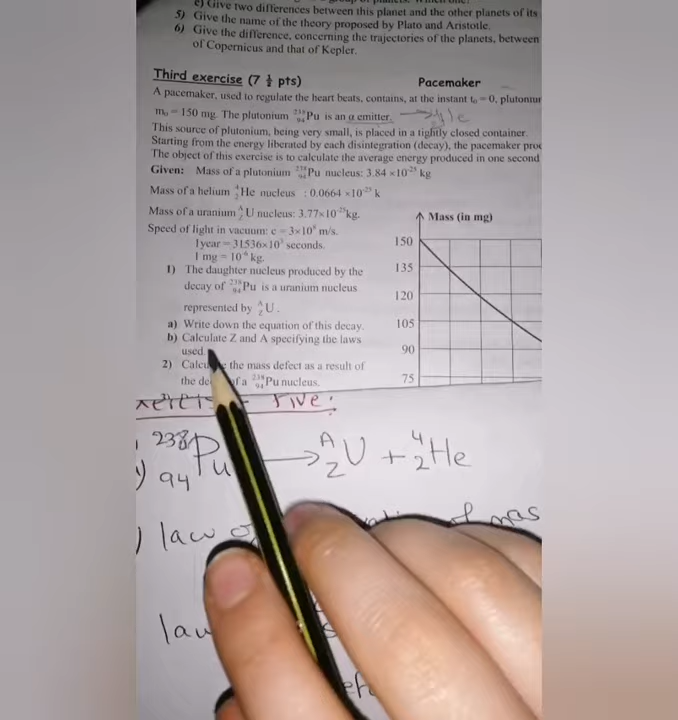 c) Give two differences between this planet and the other planets of its
5) Give the name of the theory proposed by Plato and Aristotle.
6) Give the difference, concerning the trajectories of the planets, between
of Copernicus and that of Kepler.
Third exercise (7 ½ pts) Pacemaker
A pacemaker, used to regulate the heart beats, contains, at the instant t₀ = 0, plutonium
m₀ = 150 mg. The plutonium ²³⁸₉₄Pu is an α emitter.
This source of plutonium, being very small, is placed in a tightly closed container.
Starting from the energy liberated by each disintegration (decay), the pacemaker
The object of this exercise is to calculate the average energy produced in one second
Given: Mass of a plutonium ²³⁸₉₄Pu nucleus: 3.84 ×10⁻²⁵ kg
Mass of a helium ⁴₂He nucleus : 0.0664 ×10⁻²⁵ k
Mass of a uranium ᴬ_Z U nucleus: 3.77×10⁻²⁵kg.
Mass (in mg)
Speed of light in vacuum: c = 3×10⁸ m/s.
1year = 31536×10³ seconds.
1 mg = 10⁻⁶ kg.
150
135
120
105
90
75
1) The daughter nucleus produced by the
decay of ²³⁸₉₄Pu is a uranium nucleus
represented by ᴬ_Z U .
a) Write down the equation of this decay.
b) Calculate Z and A specifying the laws
used.
2) the mass defect as a result of
the of a ²³⁸₉₄Pu nucleus.
five:
²³⁸₉₄Pu → ᴬ_Z U + ⁴₂He
law of mas
law